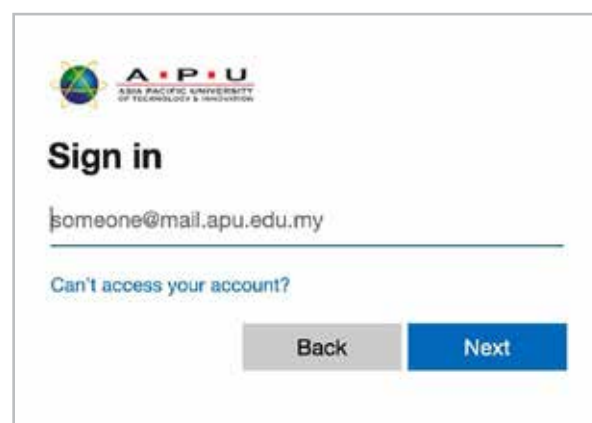 A • P • U
ASIA PACIFIC UNIVERSITY
OF TECHNOLOGY & INNOVATION
Sign in
someone@mail.apu.edu.my
Can't access your account?
Back Next